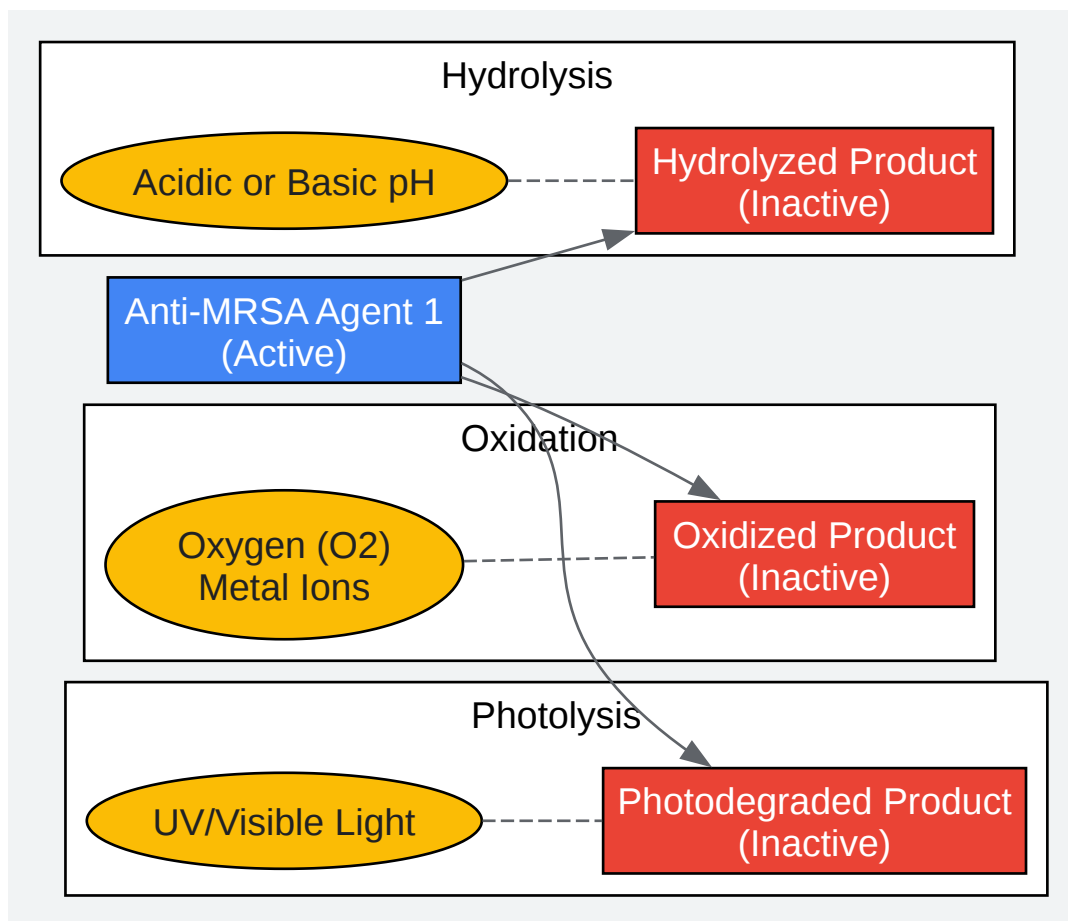 Hydrolysis
Acidic or Basic pH
Hydrolyzed Product
(Inactive)
Anti-MRSA Agent 1
(Active)
Oxidation
Oxygen (O2)
Metal Ions
Oxidized Product
(Inactive)
Photolysis
UV/Visible Light
Photodegraded Product
(Inactive)